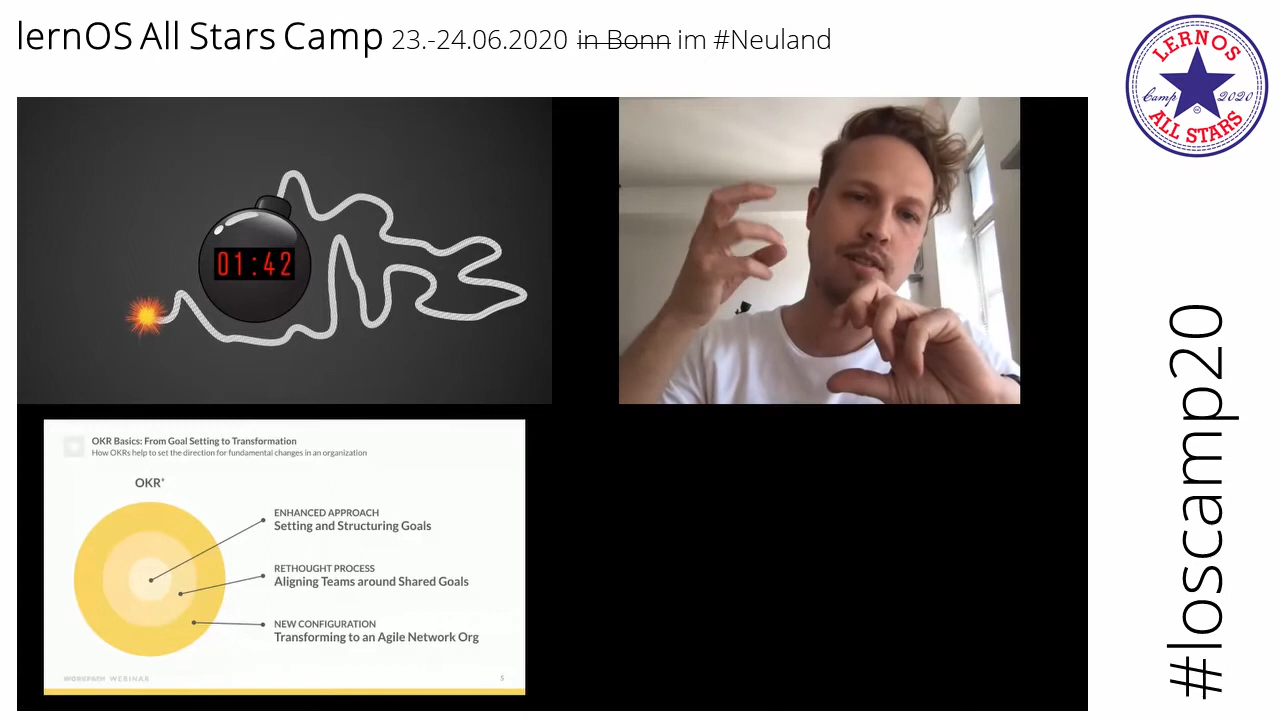 lernOS All Stars Camp 23.-24.06.2020 in Bonn im #Neuland
LERNOS
Camp 2020
ALL STARS
01:42
OKR Basics: From Goal Setting to Transformation
How OKRs help to set the direction for fundamental changes in an organization
OKR'
ENHANCED APPROACH
Setting and Structuring Goals
RETHOUGHT PROCESS
Aligning Teams around Shared Goals
NEW CONFIGURATION
Transforming to an Agile Network Org
WORKPATH WEBINAR
5
#loscamp20